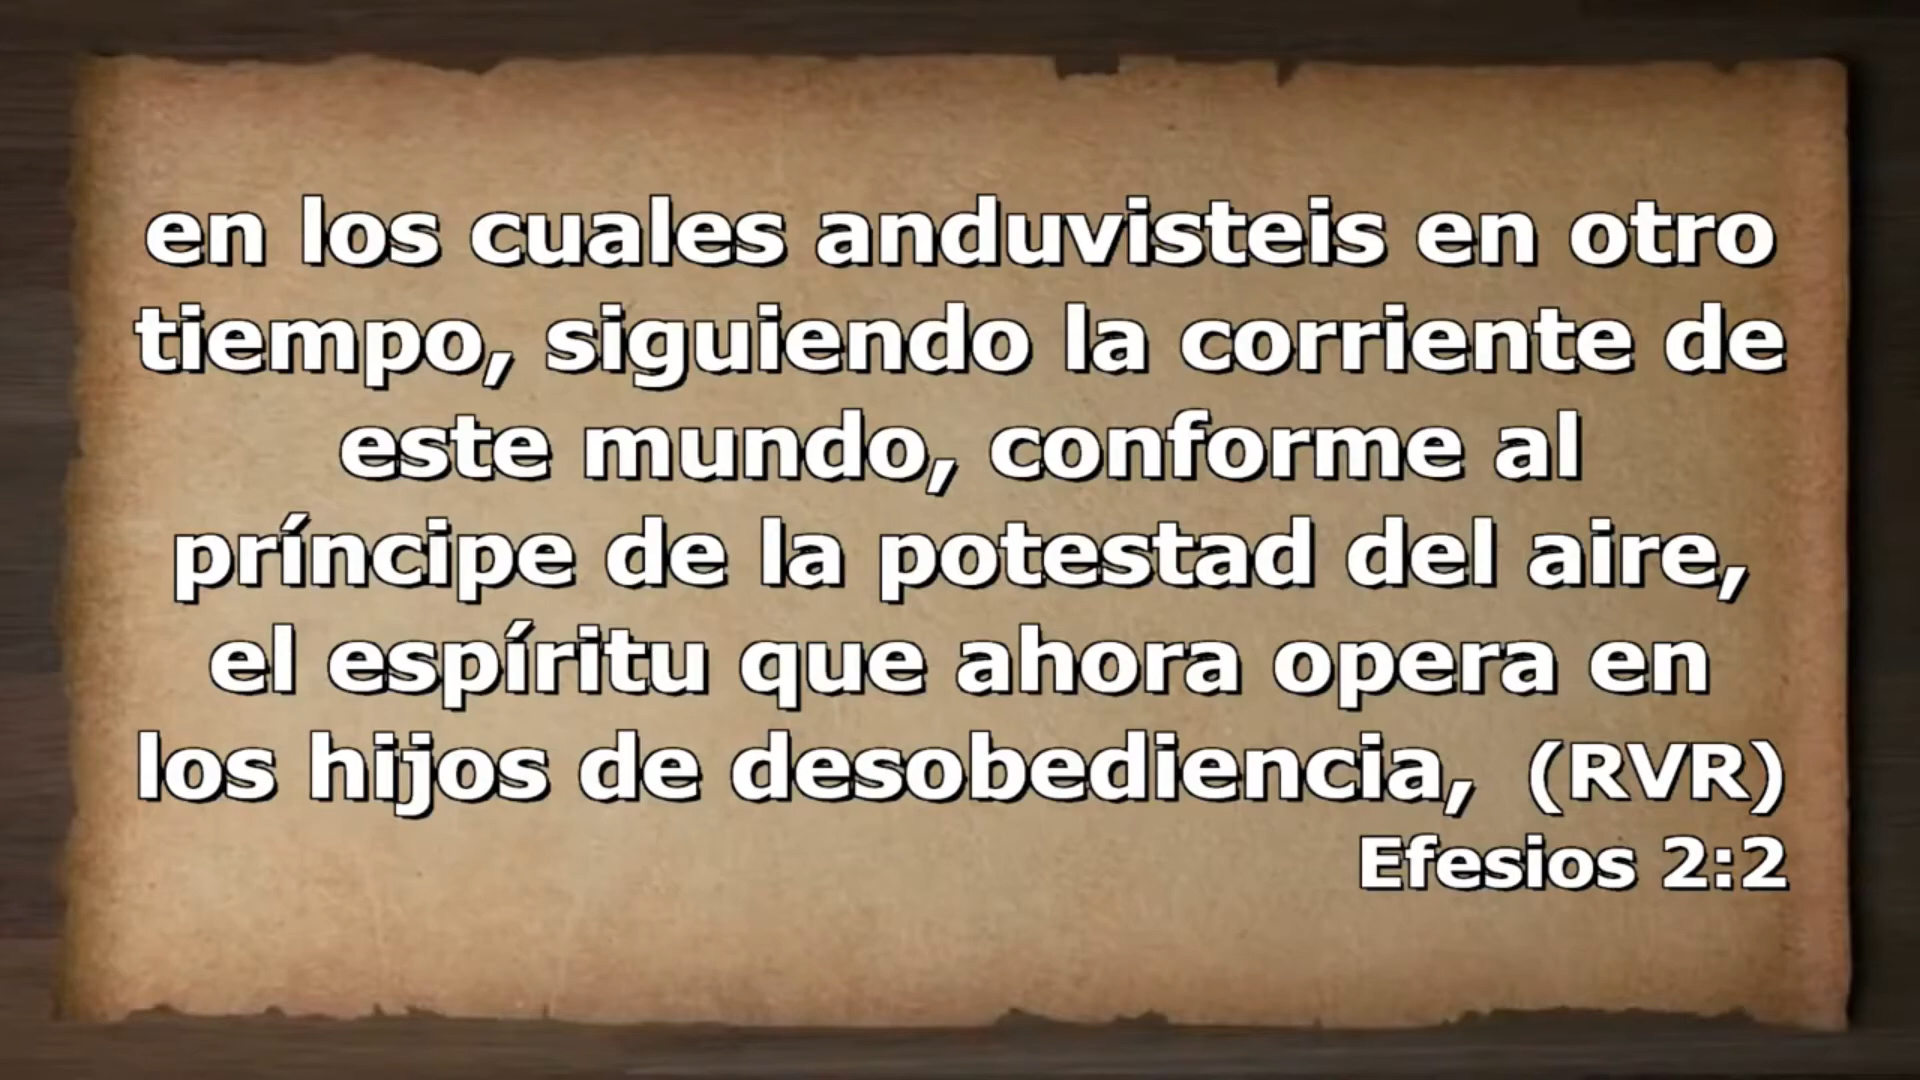 en los cuales anduvisteis en otro
tiempo, siguiendo la corriente de
este mundo, conforme al
príncipe de la potestad del aire,
el espíritu que ahora opera en
los hijos de desobediencia, (RVR)
Efesios 2:2